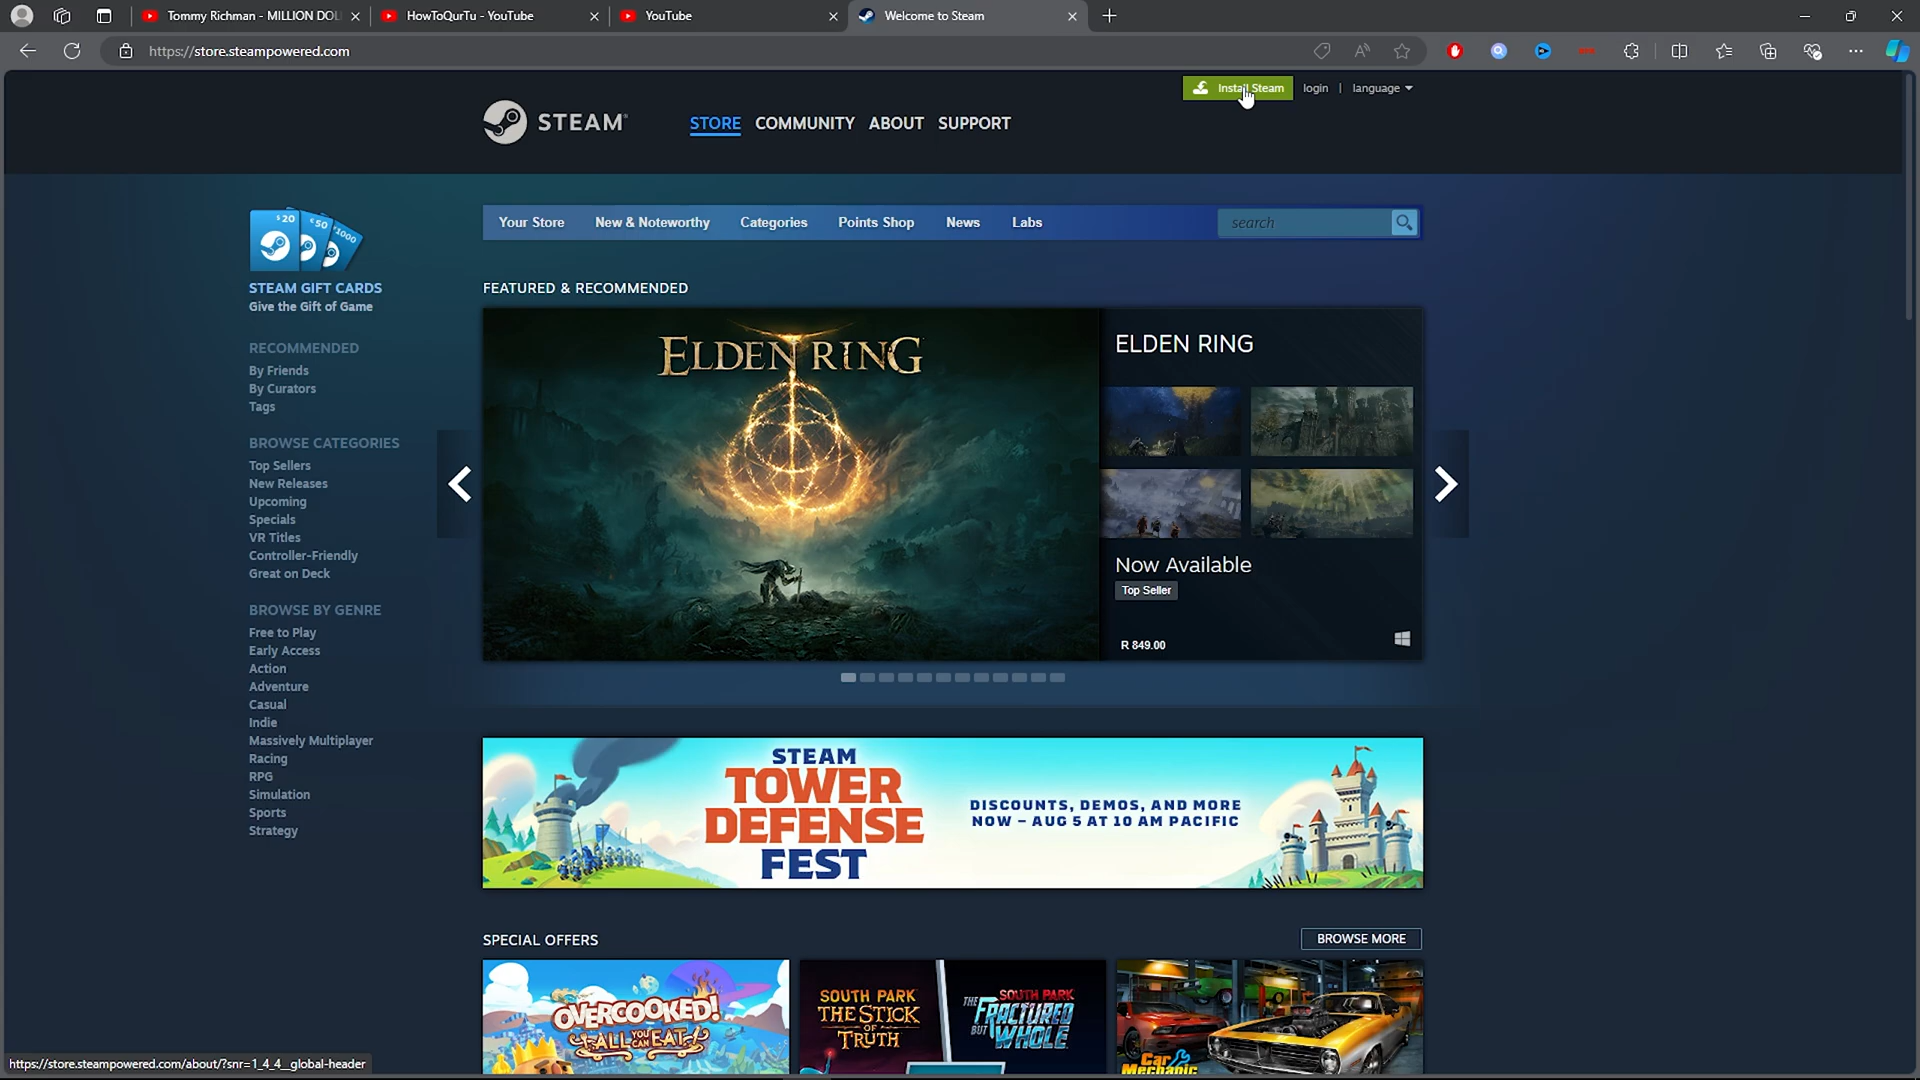 Tommy Richman - MILLION DOL
HowToQurTu - YouTube
YouTube
Welcome to Steam
https://store.steampowered.com
Install Steam
login | language
STEAM
STORE COMMUNITY ABOUT SUPPORT
$20
€50
1000
STEAM GIFT CARDS
Give the Gift of Game
RECOMMENDED
By Friends
By Curators
Tags
BROWSE CATEGORIES
Top Sellers
New Releases
Upcoming
Specials
VR Titles
Controller-Friendly
Great on Deck
BROWSE BY GENRE
Free to Play
Early Access
Action
Adventure
Casual
Indie
Massively Multiplayer
Racing
RPG
Simulation
Sports
Strategy
Your Store New & Noteworthy Categories Points Shop News Labs
search
FEATURED & RECOMMENDED
ELDEN RING
ELDEN RING
Now Available
Top Seller
R 849.00
STEAM
TOWER
DEFENSE
FEST
DISCOUNTS, DEMOS, AND MORE
NOW – AUG 5 AT 10 AM PACIFIC
SPECIAL OFFERS
BROWSE MORE
OVERCOOKED!
ALL YOU CAN EAT
SOUTH PARK
THE STICK
OF
TRUTH
SOUTH PARK
THE FRACTURED
BUT WHOLE
Car
Mechanic
https://store.steampowered.com/about/?snr=1_4_4__global-header